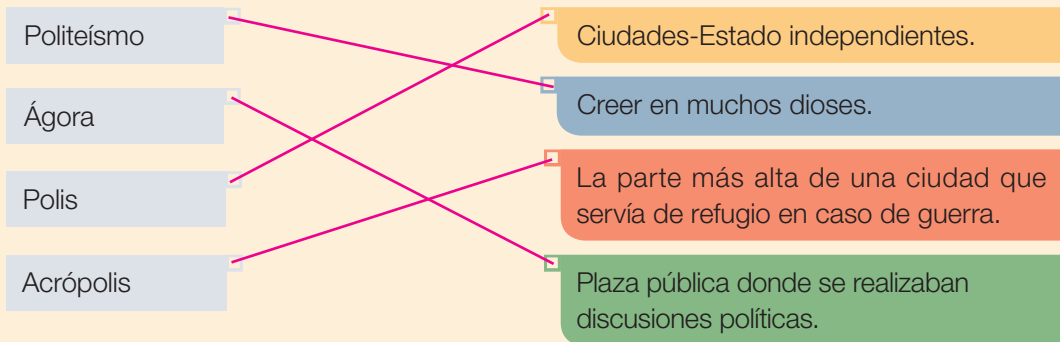 Politeísmo
Ágora
Polis
Acrópolis
Ciudades-Estado independientes.
Creer en muchos dioses.
La parte más alta de una ciudad que
servía de refugio en caso de guerra.
Plaza pública donde se realizaban
discusiones políticas.